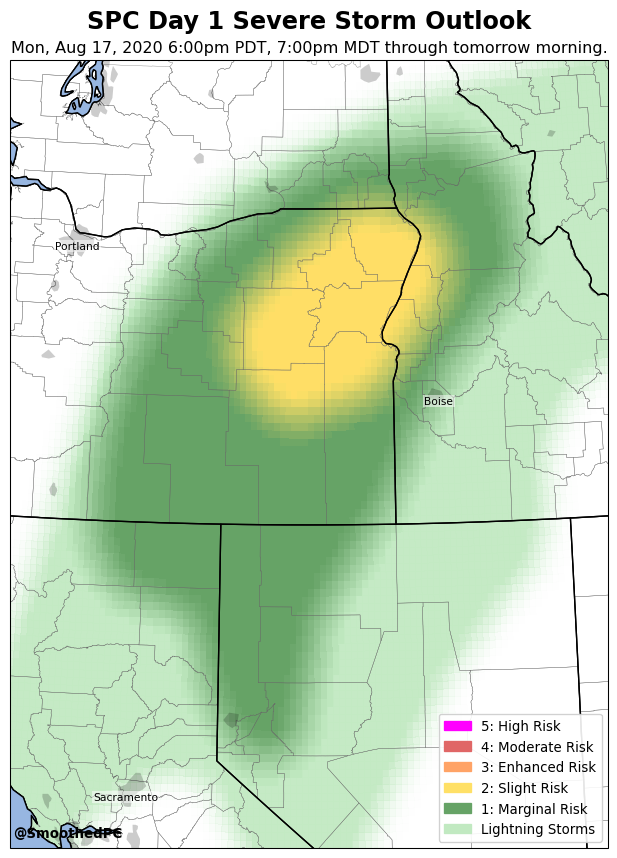 SPC Day 1 Severe Storm Outlook
Mon, Aug 17, 2020 6:00pm PDT, 7:00pm MDT through tomorrow morning.
Portland
Boise
5: High Risk
4: Moderate Risk
3: Enhanced Risk
2: Slight Risk
1: Marginal Risk
Lightning Storms
Sacramento
@SmoothedPC